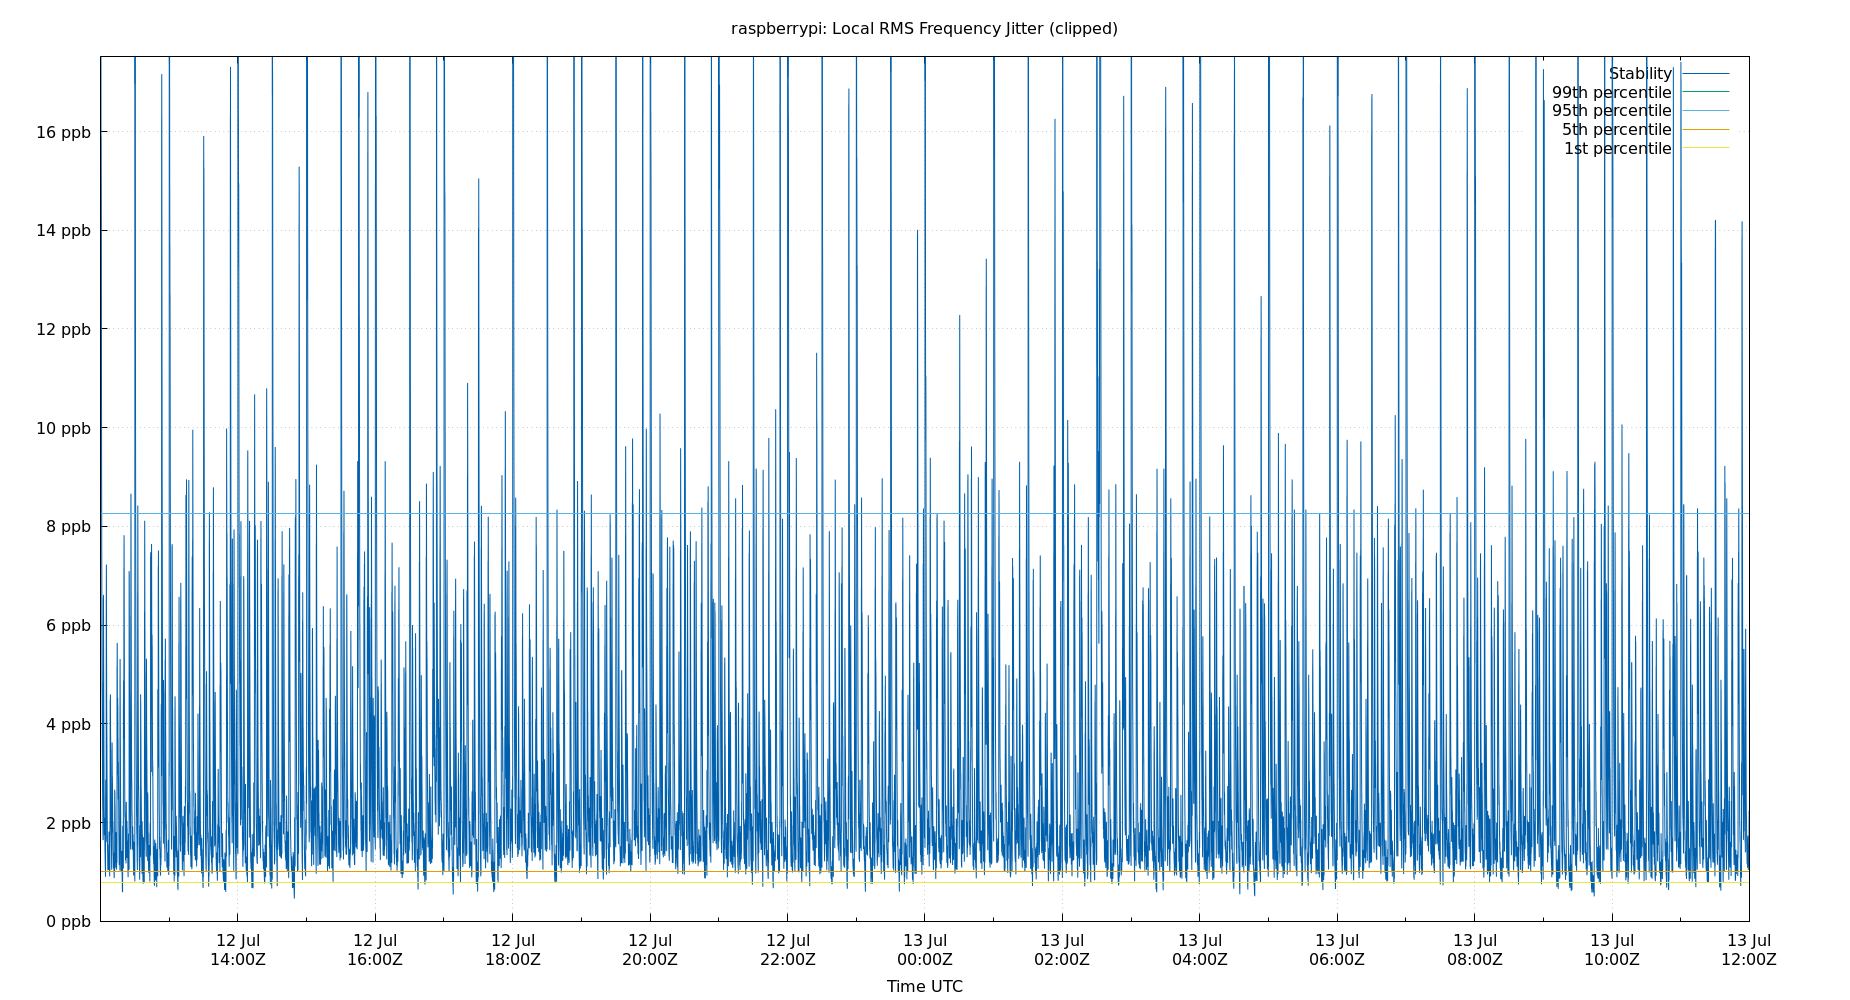 raspberrypi: Local RMS Frequency Jitter (clipped)
Stability
99th percentile
95th percentile
5th percentile
1st percentile
16 ppb
14 ppb
12 ppb
10 ppb
8 ppb
6 ppb
4 ppb
2 ppb
0 ppb
12 Jul 12 Jul 12 Jul 12 Jul 12 Jul 13 Jul 13 Jul 13 Jul 13 Jul 13 Jul 13 Jul 13 Jul
14:00Z 16:00Z 18:00Z 20:00Z 22:00Z 00:00Z 02:00Z 04:00Z 06:00Z 08:00Z 10:00Z 12:00Z
Time UTC